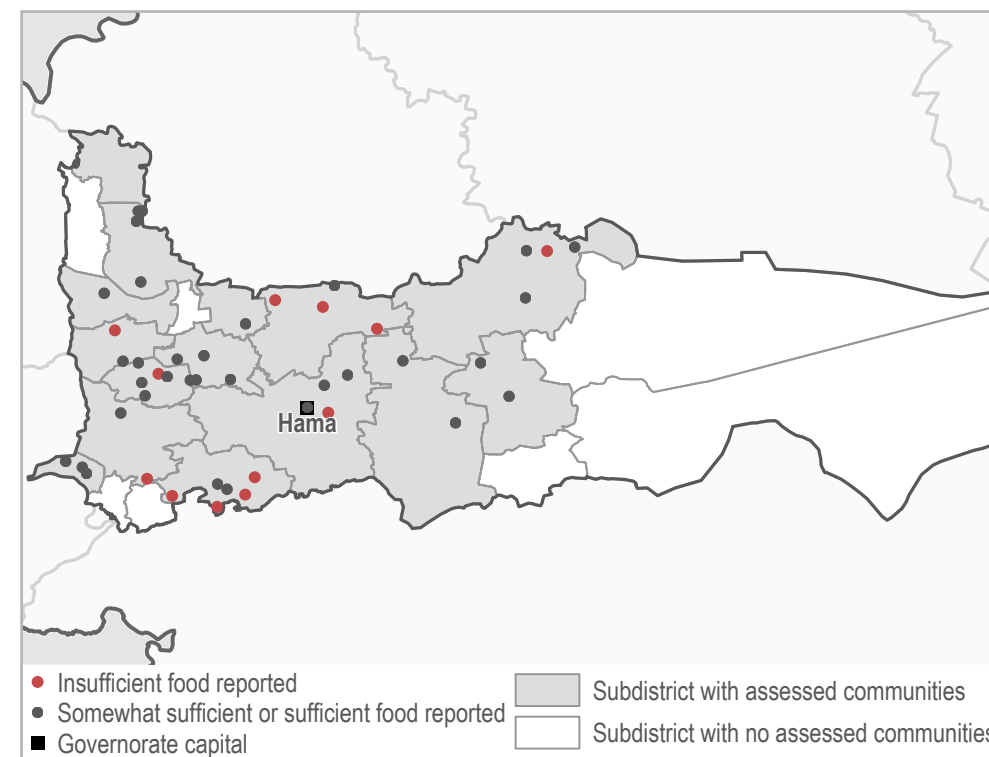 Hama
Insufficient food reported
Somewhat sufficient or sufficient food reported
Governorate capital
Subdistrict with assessed communities
Subdistrict with no assessed communities